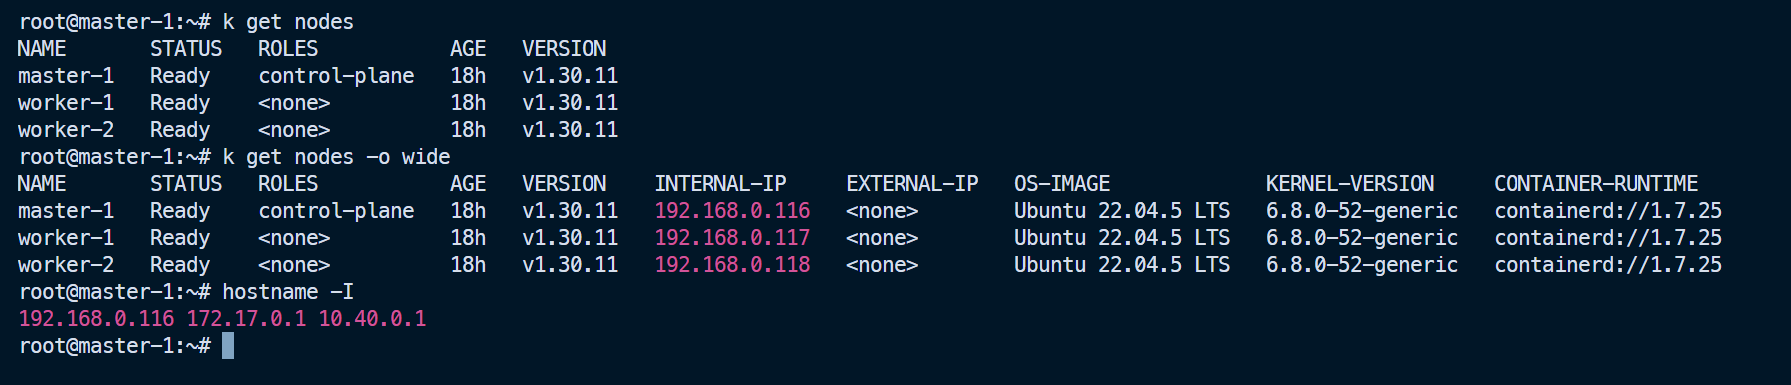 root@master-1:~# k get nodes
NAME       STATUS   ROLES           AGE   VERSION
master-1   Ready    control-plane   18h   v1.30.11
worker-1   Ready    <none>          18h   v1.30.11
worker-2   Ready    <none>          18h   v1.30.11
root@master-1:~# k get nodes -o wide
NAME       STATUS   ROLES           AGE   VERSION    INTERNAL-IP     EXTERNAL-IP   OS-IMAGE             KERNEL-VERSION     CONTAINER-RUNTIME
master-1   Ready    control-plane   18h   v1.30.11   192.168.0.116   <none>        Ubuntu 22.04.5 LTS   6.8.0-52-generic   containerd://1.7.25
worker-1   Ready    <none>          18h   v1.30.11   192.168.0.117   <none>        Ubuntu 22.04.5 LTS   6.8.0-52-generic   containerd://1.7.25
worker-2   Ready    <none>          18h   v1.30.11   192.168.0.118   <none>        Ubuntu 22.04.5 LTS   6.8.0-52-generic   containerd://1.7.25
root@master-1:~# hostname -I
192.168.0.116 172.17.0.1 10.40.0.1
root@master-1:~#